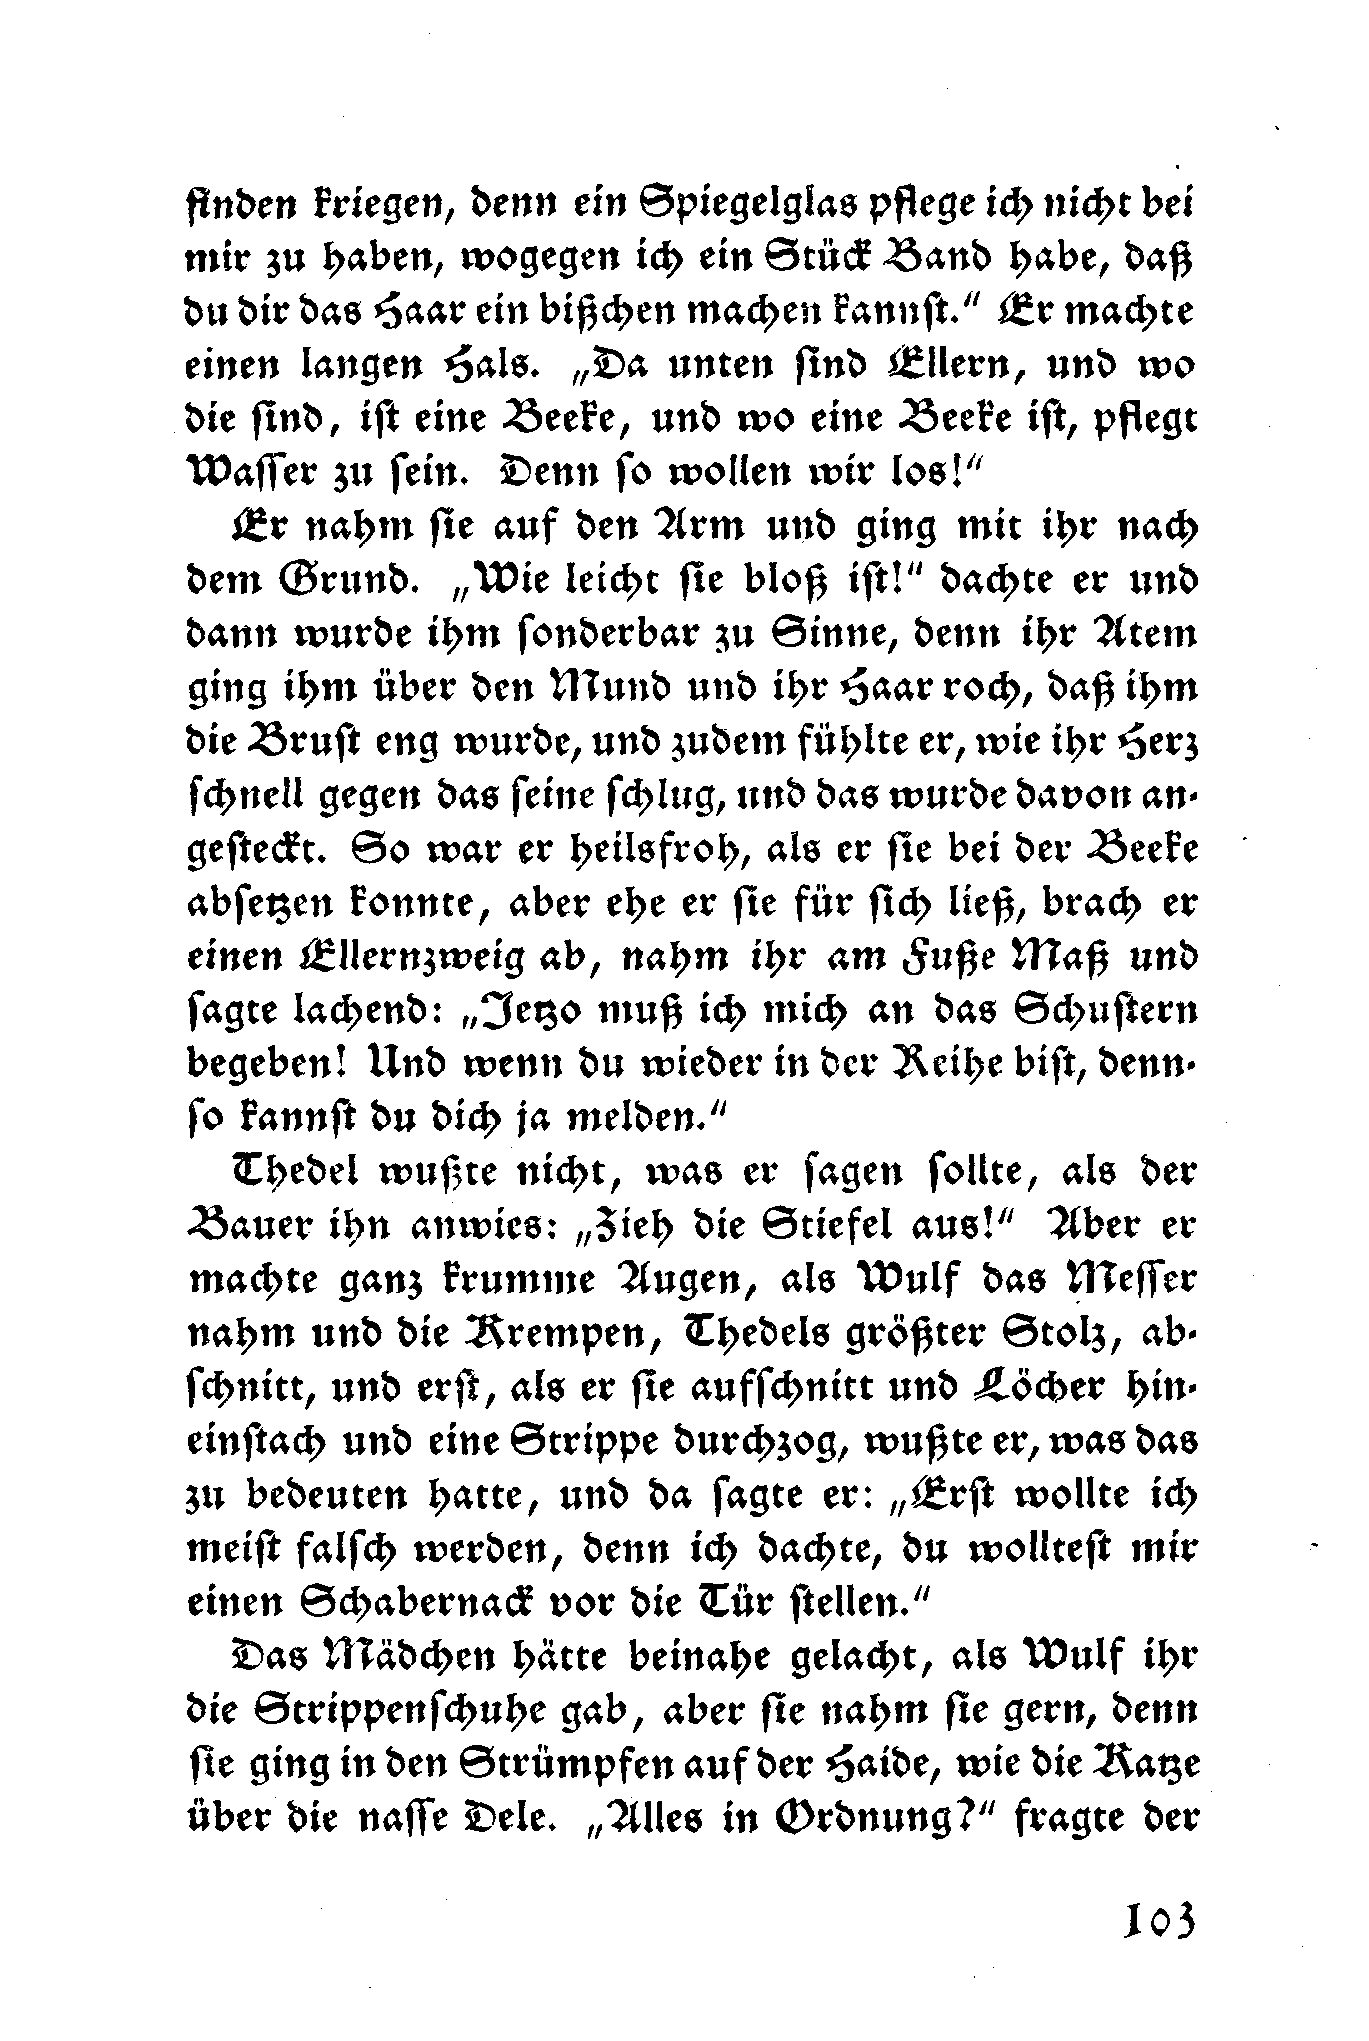 finden kriegen, denn ein Spiegelglas pflege ich nicht bei
mir zu haben, wogegen ich ein Stück Band habe, daß
du dir das Haar ein bißchen machen kannst.“ Er machte
einen langen Hals. „Da unten sind Ellern, und wo
die sind, ist eine Beeke, und wo eine Beeke ist, pflegt
Wasser zu sein. Denn so wollen wir los!“
Er nahm sie auf den Arm und ging mit ihr nach
dem Grund. „Wie leicht sie bloß ist!“ dachte er und
dann wurde ihm sonderbar zu Sinne, denn ihr Atem
ging ihm über den Mund und ihr Haar roch, daß ihm
die Brust eng wurde, und zudem fühlte er, wie ihr Herz
schnell gegen das seine schlug, und das wurde davon an-
gesteckt. So war er heilsfroh, als er sie bei der Beeke
absetzen konnte, aber ehe er sie für sich ließ, brach er
einen Ellernzweig ab, nahm ihr am Fuße Maß und
sagte lachend: „Jetzo muß ich mich an das Schustern
begeben! Und wenn du wieder in der Reihe bist, denn-
so kannst du dich ja melden.“
Thedel wußte nicht, was er sagen sollte, als der
Bauer ihn anwies: „Zieh die Stiefel aus!“ Aber er
machte ganz krumme Augen, als Wulf das Messer
nahm und die Krempen, Thedels größter Stolz, ab-
schnitt, und erst, als er sie aufschnitt und Löcher hin-
einstach und eine Strippe durchzog, wußte er, was das
zu bedeuten hatte, und da sagte er: „Erst wollte ich
meist falsch werden, denn ich dachte, du wolltest mir
einen Schabernack vor die Tür stellen.“
Das Mädchen hätte beinahe gelacht, als Wulf ihr
die Strippenschuhe gab, aber sie nahm sie gern, denn
sie ging in den Strümpfen auf der Haide, wie die Katze
über die nasse Dele. „Alles in Ordnung?“ fragte der
103